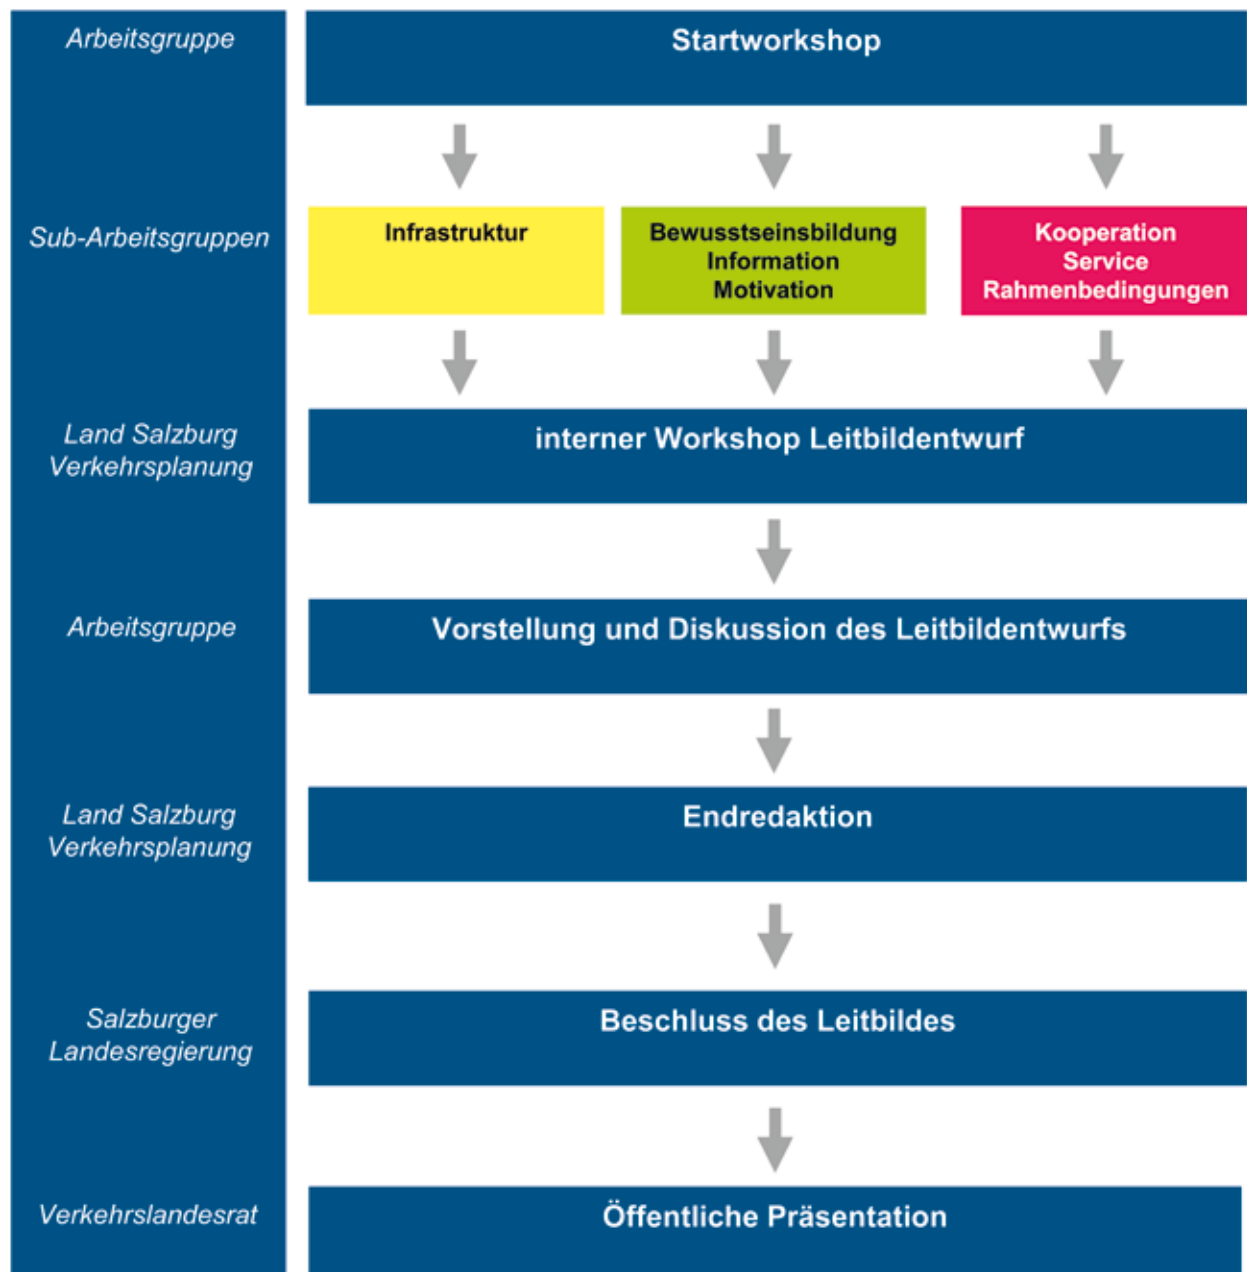 Arbeitsgruppe
Startworkshop
Sub-Arbeitsgruppen
Infrastruktur
Bewusstseinsbildung
Information
Motivation
Kooperation
Service
Rahmenbedingungen
Land Salzburg
Verkehrsplanung
interner Workshop Leitbildentwurf
Arbeitsgruppe
Vorstellung und Diskussion des Leitbildentwurfs
Land Salzburg
Verkehrsplanung
Endredaktion
Salzburger
Landesregierung
Beschluss des Leitbildes
Verkehrslandesrat
Öffentliche Präsentation